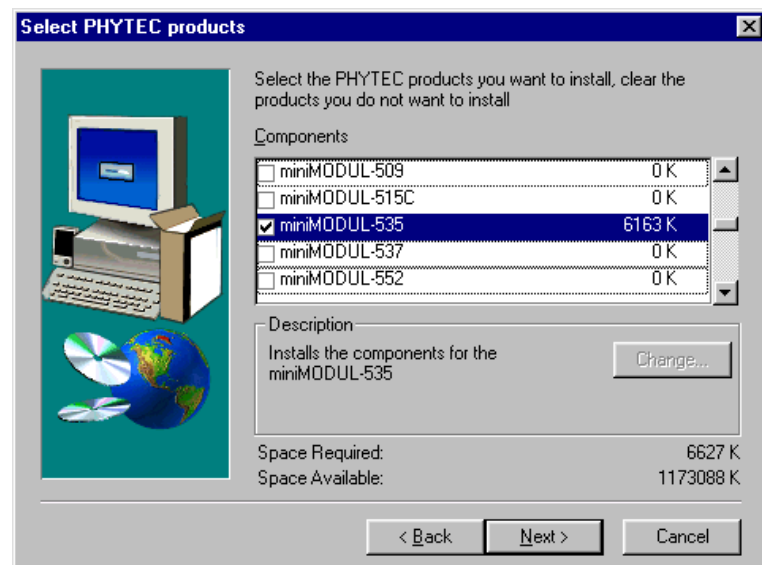 Select PHYTEC products
Select the PHYTEC products you want to install, clear the
products you do not want to install
Components
miniMODUL-509 0 K
miniMODUL-515C 0 K
miniMODUL-535 6163 K
miniMODUL-537 0 K
miniMODUL-552 0 K
Description
Installs the components for the
miniMODUL-535
Change...
Space Required: 6627 K
Space Available: 1173088 K
< Back Next > Cancel